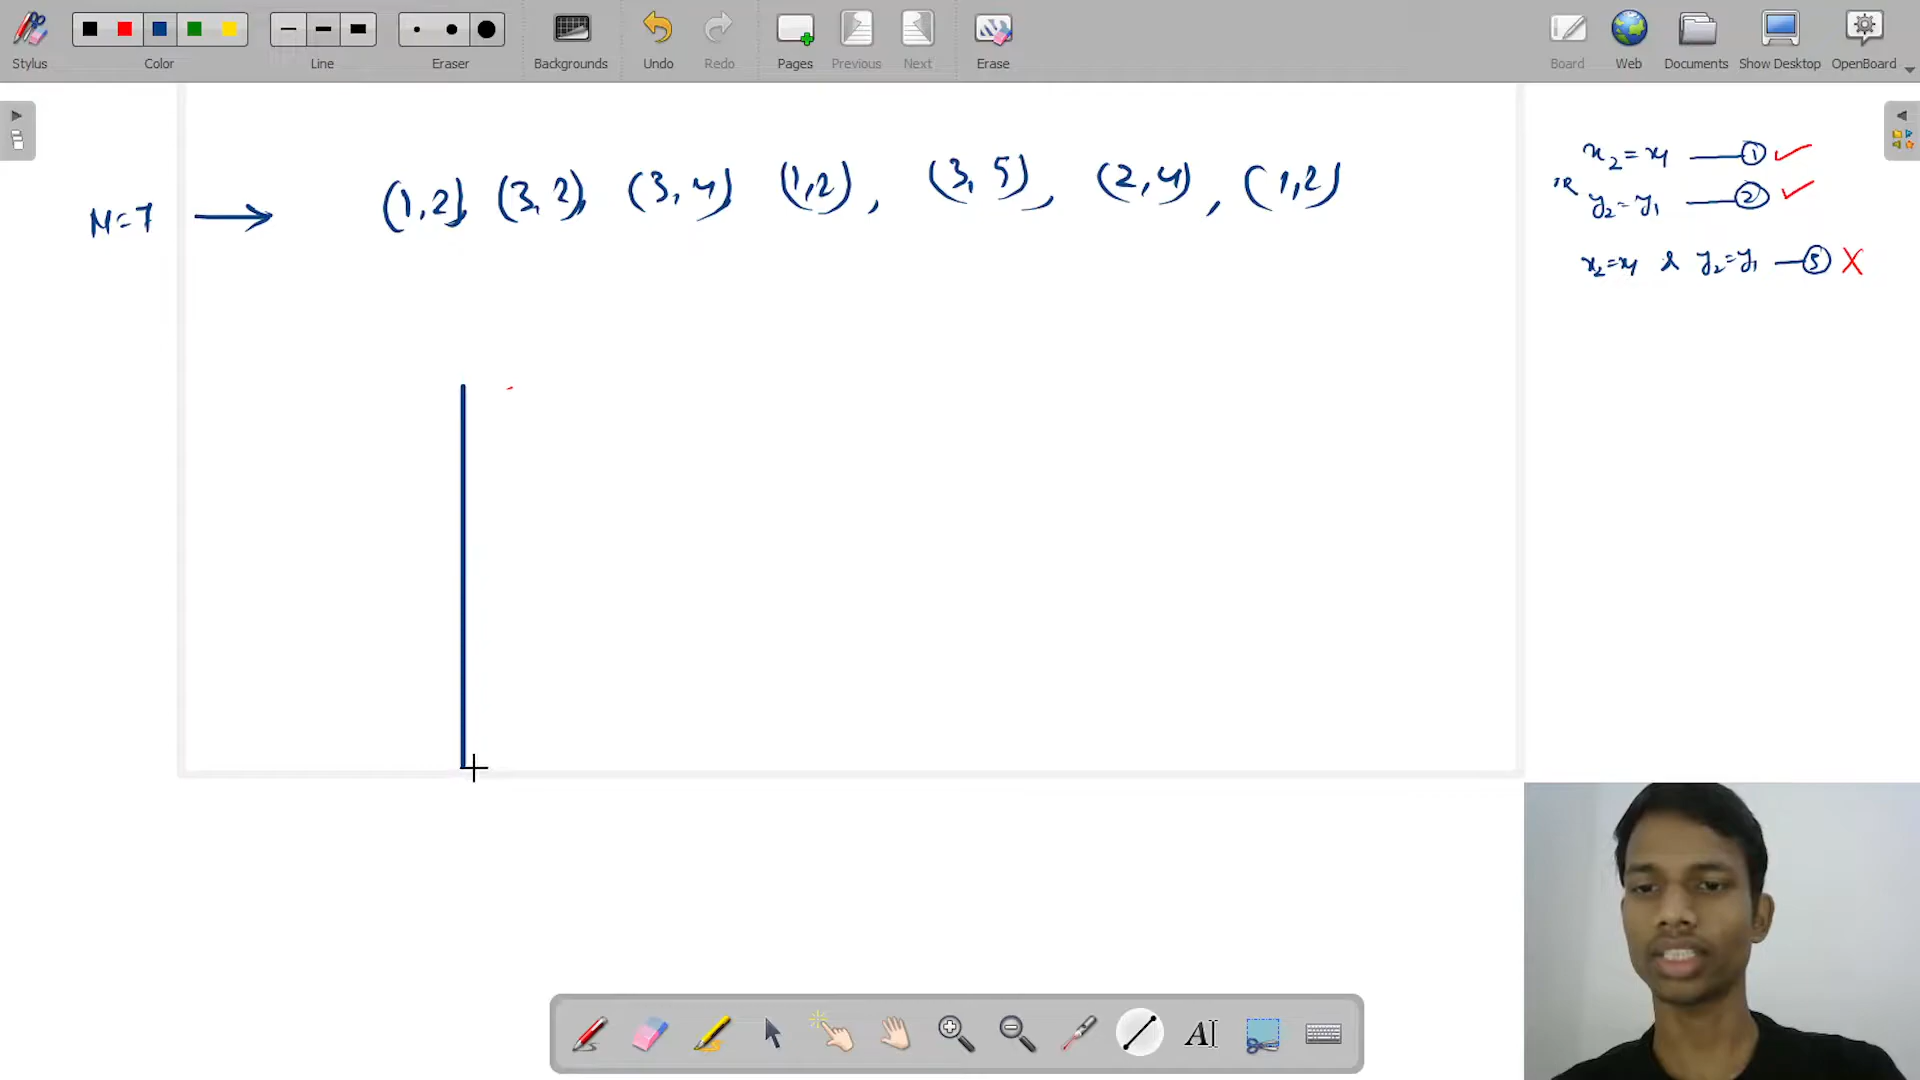 Stylus Color Line Eraser Backgrounds Undo Redo Pages Previous Next Erase Board Web Documents Show Desktop OpenBoard
N=7 → (1,2), (3,2), (3,4), (1,2), (3,5), (2,4), (1,2)
x₂=x₁ — ① ✓
OR
y₂=y₁ — ② ✓
x₂=x₁ & y₂=y₁ — ③ X
AI